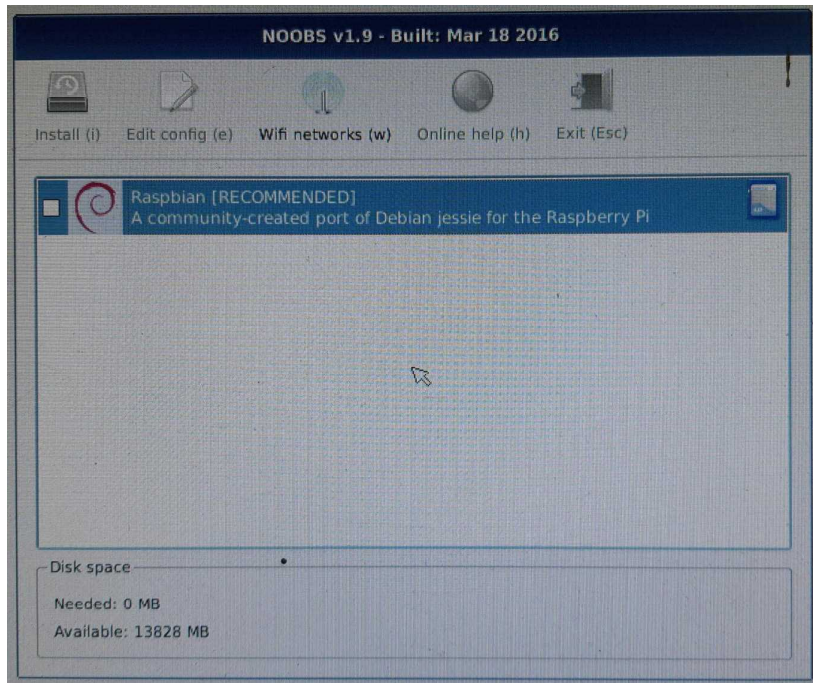 NOOBS v1.9 - Built: Mar 18 2016
Install (i) Edit config (e) Wifi networks (w) Online help (h) Exit (Esc)
Raspbian [RECOMMENDED]
A community-created port of Debian jessie for the Raspberry Pi
Disk space
Needed: 0 MB
Available: 13828 MB